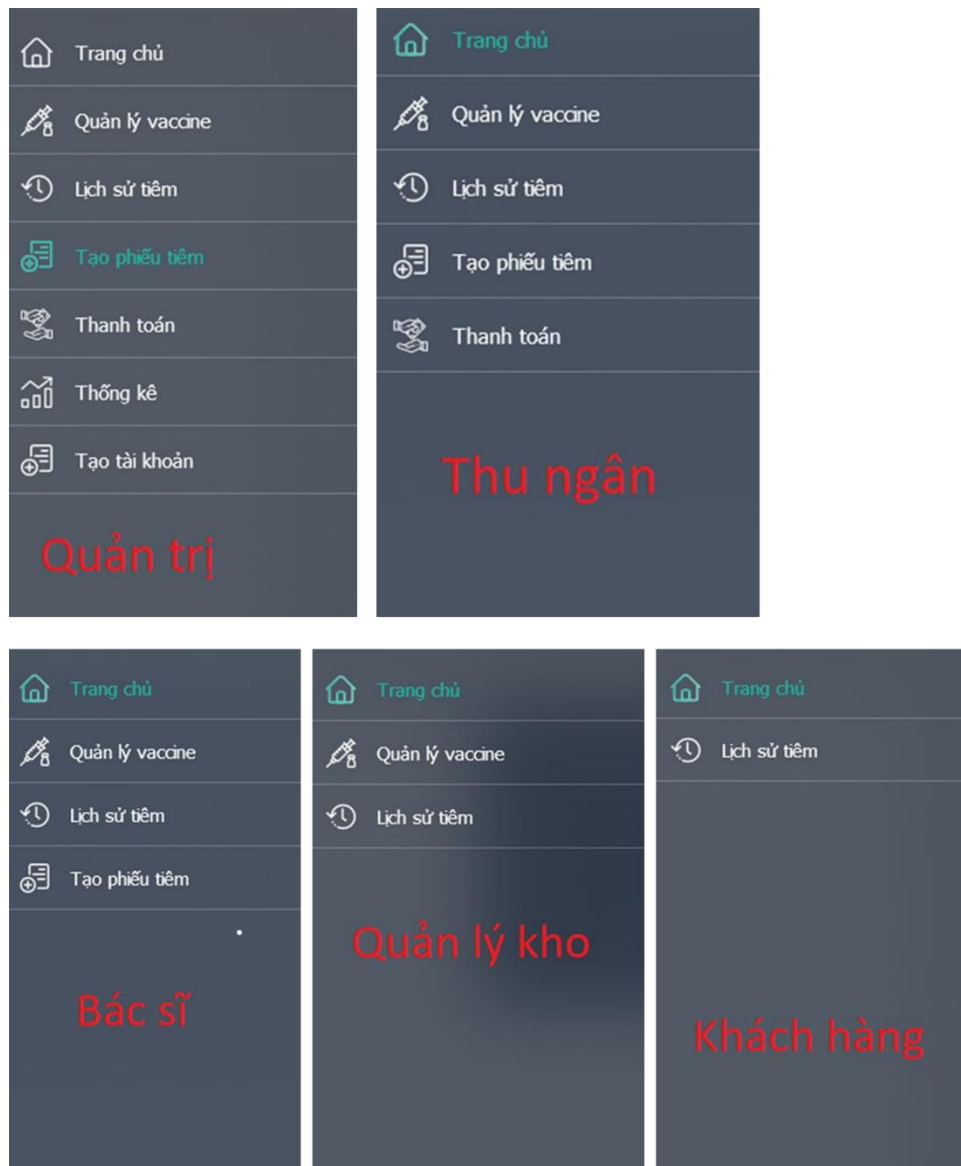 Trang chủ
Quản lý vaccine
Lịch sử tiêm
Tạo phiếu tiêm
Thanh toán
Thống kê
Tạo tài khoản
Quản trị
Trang chủ
Quản lý vaccine
Lịch sử tiêm
Tạo phiếu tiêm
Thanh toán
Thu ngân
Trang chủ
Quản lý vaccine
Lịch sử tiêm
Tạo phiếu tiêm
Bác sĩ
Trang chủ
Quản lý vaccine
Lịch sử tiêm
Quản lý kho
Trang chủ
Lịch sử tiêm
Khách hàng